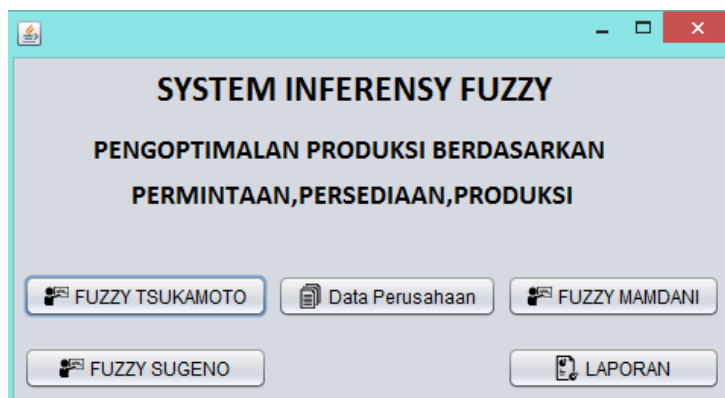 SYSTEM INFERENSY FUZZY
PENGOPTIMALAN PRODUKSI BERDASARKAN
PERMINTAAN,PERSEDIAAN,PRODUKSI
FUZZY TSUKAMOTO
Data Perusahaan
FUZZY MAMDANI
FUZZY SUGENO
LAPORAN